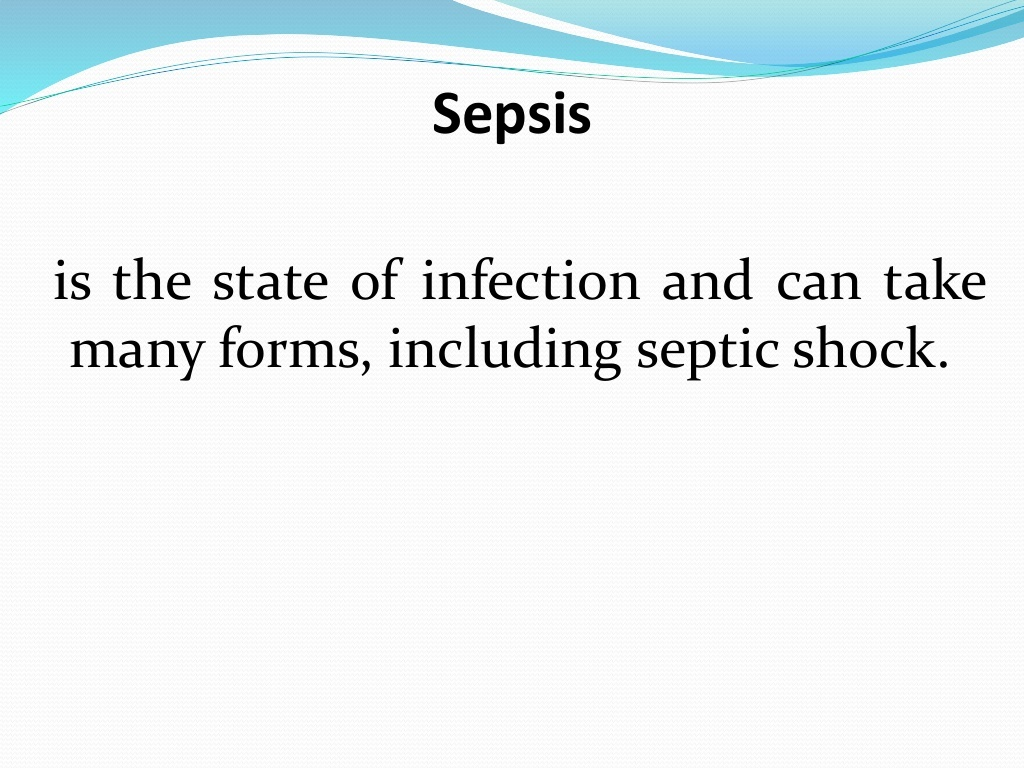 Sepsis
is the state of infection and can take
many forms, including septic shock.